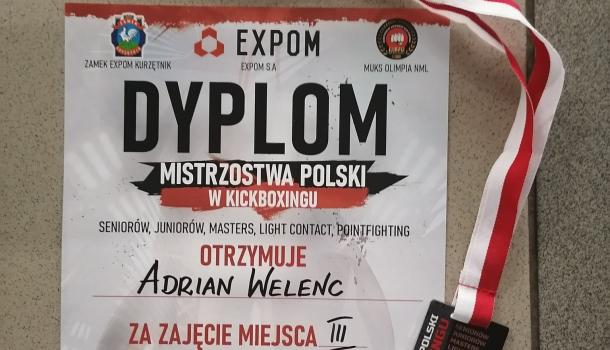 EXPOM
ZAMEK EXPOM KURZĘTNIK
EXPOM S.A
MUKS OLIMPIA NML
DYPLOM
MISTRZOSTWA POLSKI
W KICKBOXINGU
SENIORÓW, JUNIORÓW, MASTERS, LIGHT CONTACT, POINTFIGHTING
OTRZYMUJE
ADRIAN WELENC
ZA ZAJĘCIE MIEJSCA III
POLSKI
NGU
SENIORÓW
JUNIORÓW
MASTERS